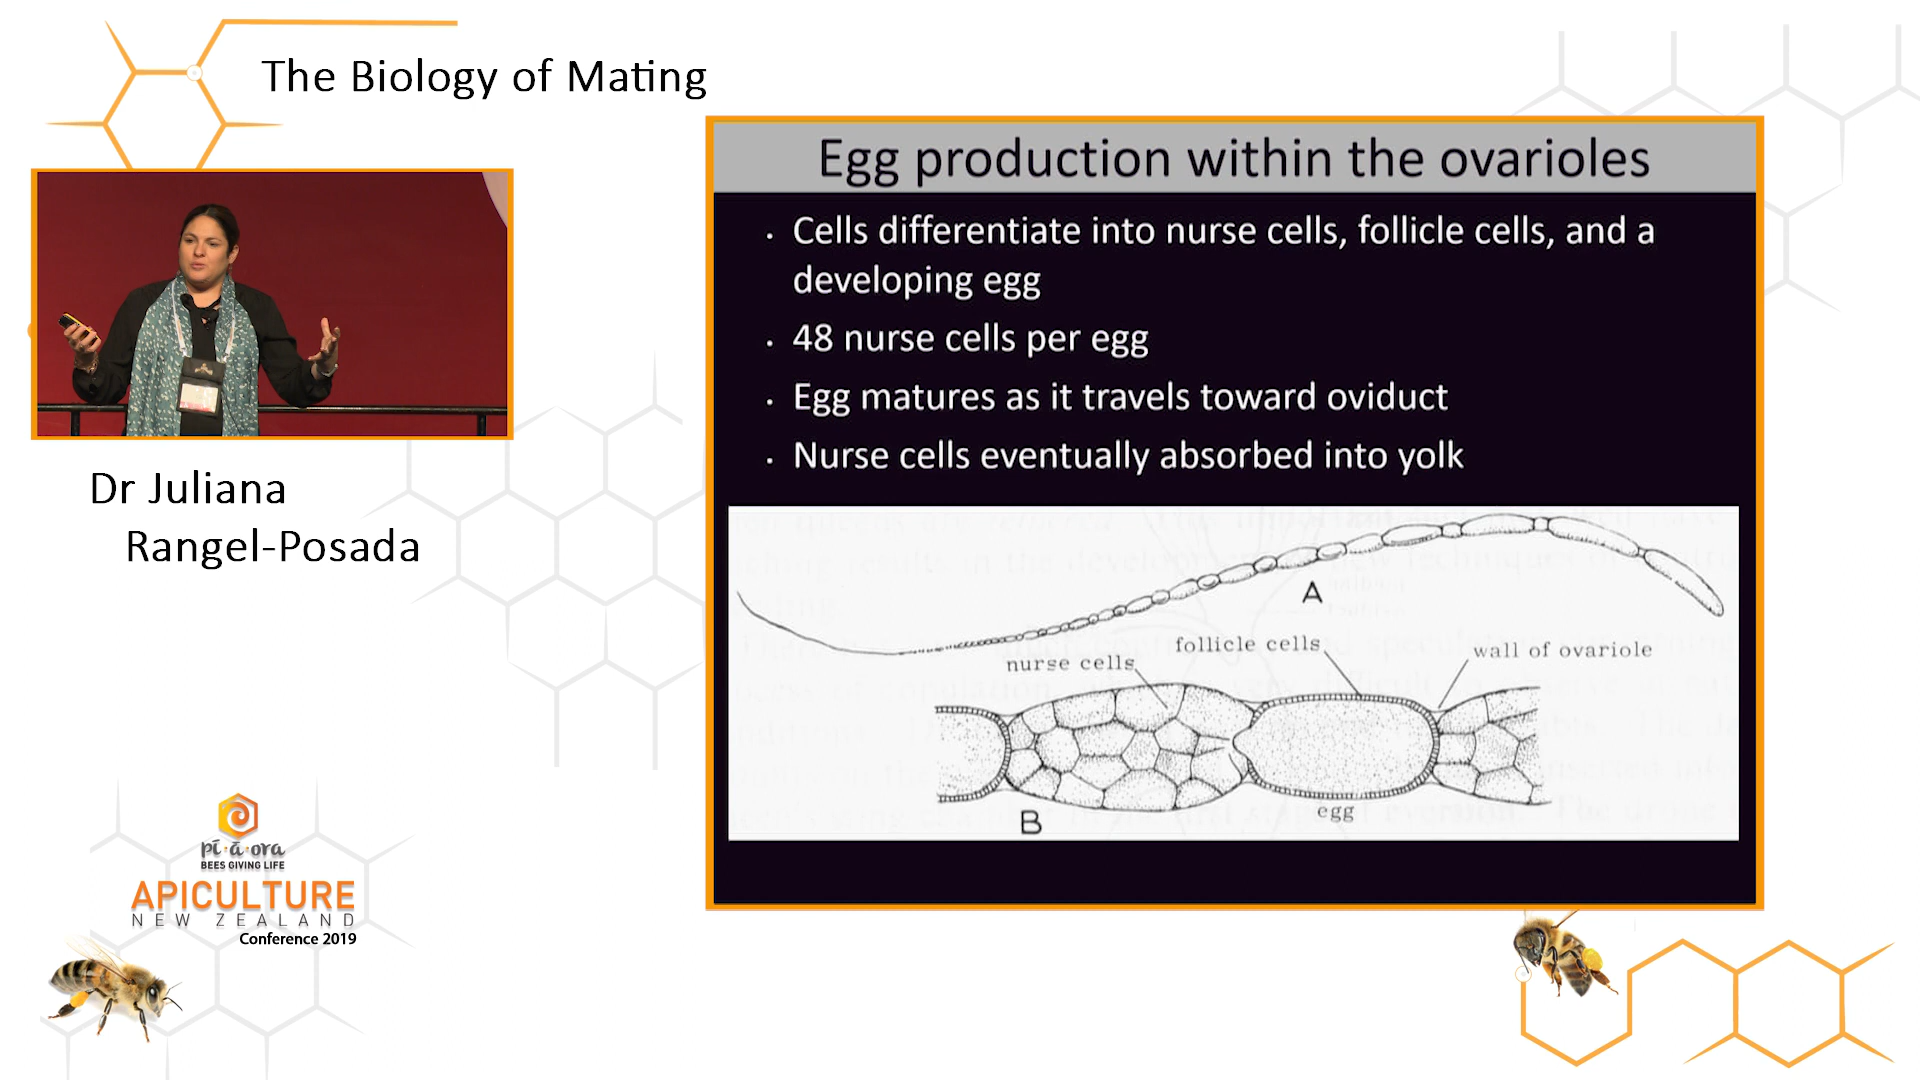 The Biology of Mating
Egg production within the ovarioles
• Cells differentiate into nurse cells, follicle cells, and a
developing egg
• 48 nurse cells per egg
• Egg matures as it travels toward oviduct
• Nurse cells eventually absorbed into yolk
A
nurse cells
follicle cells
wall of ovariole
egg
B
Dr Juliana
Rangel-Posada
pī·ā·ora
BEES GIVING LIFE
APICULTURE
NEW ZEALAND
Conference 2019